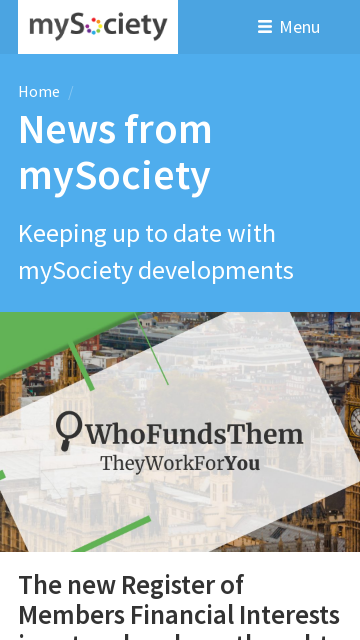 mySociety
Menu
Home /
News from
mySociety
Keeping up to date with
mySociety developments
WhoFundsThem
TheyWorkForYou
The new Register of
Members Financial Interests